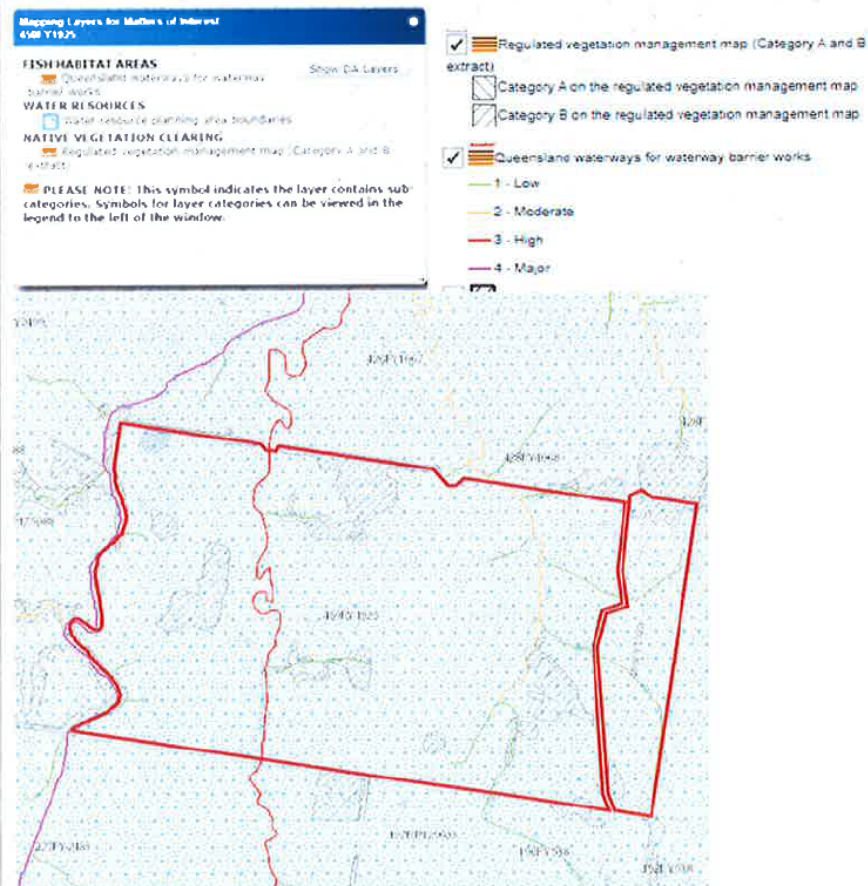 Mapping Layers for Matters of Interest
45FY1925
FISH HABITAT AREAS
Queensland waterways for waterway
barrier works
Show DA Layers
WATER RESOURCES
Water resource planning area boundaries
NATIVE VEGETATION CLEARING
Regulated vegetation management map (Category A and B
extract)
PLEASE NOTE: This symbol indicates the layer contains sub-
categories. Symbols for layer categories can be viewed in the
legend to the left of the window.
Regulated vegetation management map (Category A and B
extract)
Category A on the regulated vegetation management map
Category B on the regulated vegetation management map
Queensland waterways for waterway barrier works
1 - Low
2 - Moderate
3 - High
4 - Major